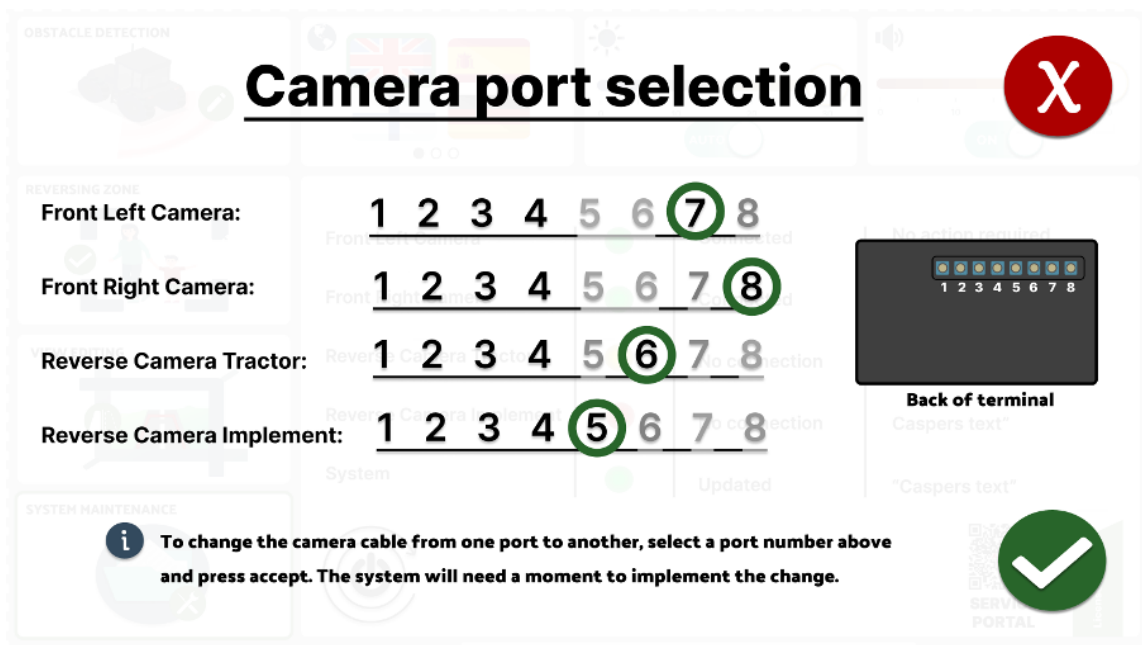 OBSTACLE DETECTION
Camera port selection
X
REVERSING ZONE
Front Left Camera: 1 2 3 4 5 6 7 8
Front Left Camera Connected No action required
Front Right Camera: 1 2 3 4 5 6 7 8
Front Right Camera
1 2 3 4 5 6 7 8
VIEW EDITING
Reverse Camera Tractor: 1 2 3 4 5 6 7 8
Reverse Camera Tractor No connection
Back of terminal
Reverse Camera Implement: 1 2 3 4 5 6 7 8
Reverse Camera Implement No connection Caspers text"
System Updated "Caspers text"
SYSTEM MAINTENANCE
i To change the camera cable from one port to another, select a port number above
and press accept. The system will need a moment to implement the change.
PORTAL